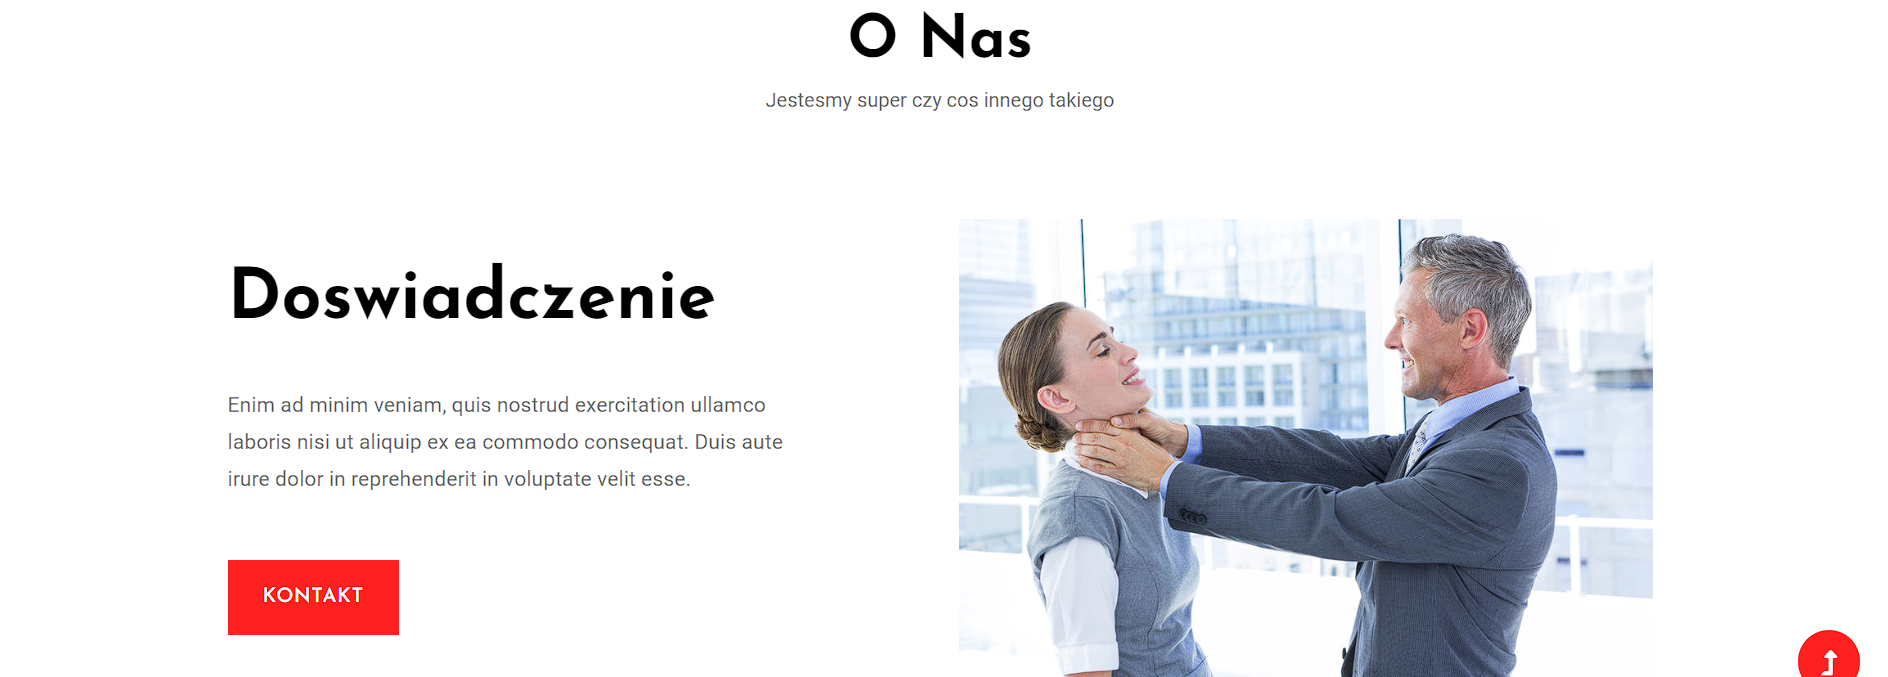 O Nas
Jestesmy super czy cos innego takiego
Doswiadczenie
Enim ad minim veniam, quis nostrud exercitation ullamco
laboris nisi ut aliquip ex ea commodo consequat. Duis aute
irure dolor in reprehenderit in voluptate velit esse.
KONTAKT